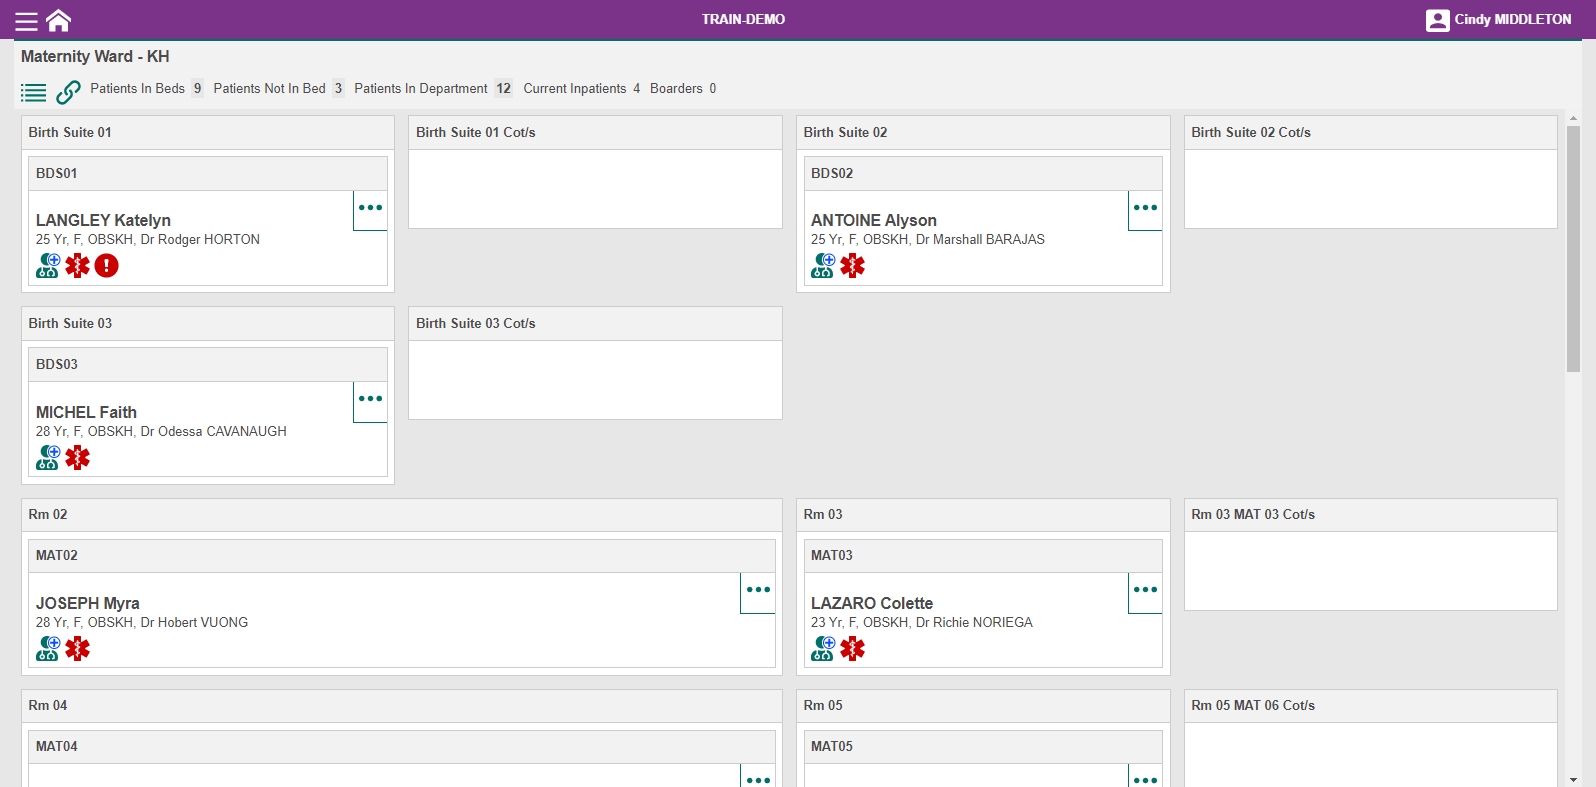 TRAIN-DEMO
Cindy MIDDLETON
Maternity Ward - KH
Patients In Beds 9 Patients Not In Bed 3 Patients In Department 12 Current Inpatients 4 Boarders 0
Birth Suite 01
BDS01
LANGLEY Katelyn
25 Yr, F, OBSKH, Dr Rodger HORTON
Birth Suite 01 Cot/s
Birth Suite 02
BDS02
ANTOINE Alyson
25 Yr, F, OBSKH, Dr Marshall BARAJAS
Birth Suite 02 Cot/s
Birth Suite 03
BDS03
MICHEL Faith
28 Yr, F, OBSKH, Dr Odessa CAVANAUGH
Birth Suite 03 Cot/s
Rm 02
MAT02
JOSEPH Myra
28 Yr, F, OBSKH, Dr Hobert VUONG
Rm 03
MAT03
LAZARO Colette
23 Yr, F, OBSKH, Dr Richie NORIEGA
Rm 03 MAT 03 Cot/s
Rm 04
MAT04
Rm 05
MAT05
Rm 05 MAT 06 Cot/s